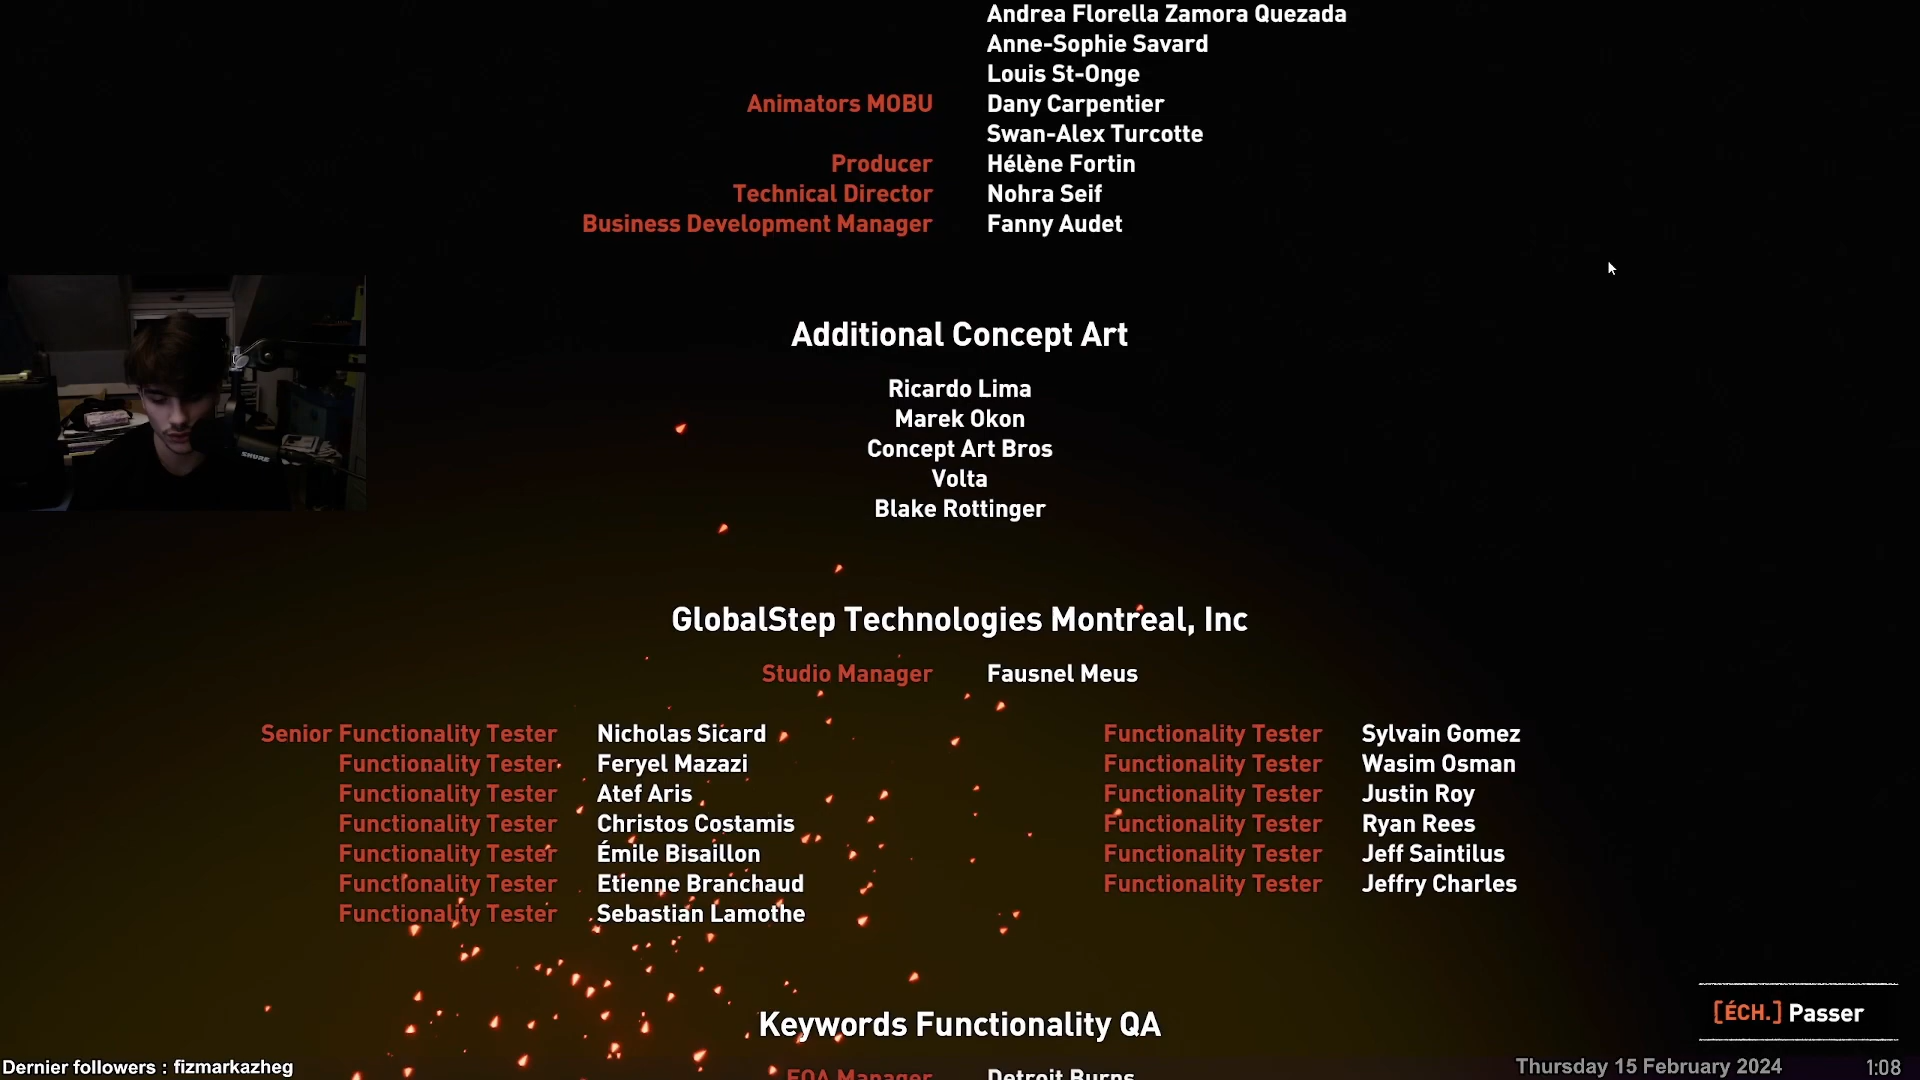 Andrea Florella Zamora Quezada
Anne-Sophie Savard
Louis St-Onge
Animators MOBU Dany Carpentier
Swan-Alex Turcotte
Producer Hélène Fortin
Technical Director Nohra Seif
Business Development Manager Fanny Audet
Additional Concept Art
Ricardo Lima
Marek Okon
Concept Art Bros
Volta
Blake Rottinger
SHURE
GlobalStep Technologies Montreal, Inc
Studio Manager Fausnel Meus
Senior Functionality Tester Nicholas Sicard Functionality Tester Sylvain Gomez
Functionality Tester Feryel Mazazi Functionality Tester Wasim Osman
Functionality Tester Atef Aris Functionality Tester Justin Roy
Functionality Tester Christos Costamis Functionality Tester Ryan Rees
Functionality Tester Émile Bisaillon Functionality Tester Jeff Saintilus
Functionality Tester Etienne Branchaud Functionality Tester Jeffry Charles
Functionality Tester Sebastian Lamothe
Keywords Functionality QA
[ÉCH.] Passer
FQA Manager Detroit Burns
Dernier followers : fizmarkazheg
Thursday 15 February 2024 1:08